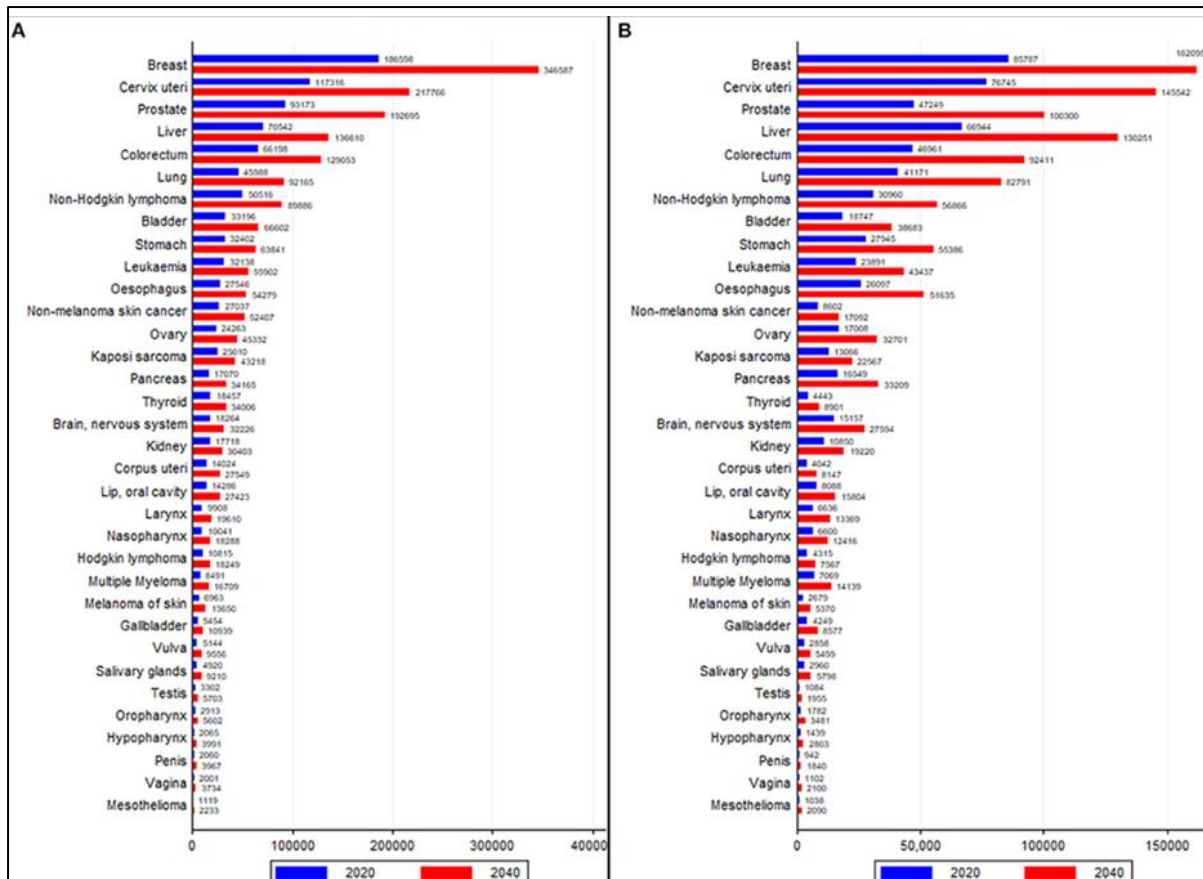 A
Breast 186598
346587
Cervix uteri 117316
217766
Prostate 93173
192695
Liver 70542
136610
Colorectum 66198
129053
Lung 45988
92165
Non-Hodgkin lymphoma 50516
89886
Bladder 33196
66602
Stomach 32402
63841
Leukaemia 32138
55902
Oesophagus 27546
54279
Non-melanoma skin cancer 27037
52407
Ovary 24263
45332
Kaposi sarcoma 25010
43218
Pancreas 17070
34165
Thyroid 18457
34006
Brain, nervous system 18264
32226
Kidney 17718
30403
Corpus uteri 14024
27549
Lip, oral cavity 14286
27423
Larynx 9908
19610
Nasopharynx 10041
18288
Hodgkin lymphoma 10815
18249
Multiple Myeloma 8491
16709
Melanoma of skin 6963
13650
Gallbladder 5454
10939
Vulva 5144
9556
Salivary glands 4920
9210
Testis 3302
5703
Oropharynx 2913
5602
Hypopharynx 2065
3991
Penis 2060
3967
Vagina 2001
3734
Mesothelioma 1119
2233
0 100000 200000 300000 40000
2020 2040
B
Breast 85787 162095
Cervix uteri 76745
145542
Prostate 47249
100300
Liver 66944
130251
Colorectum 46961
92411
Lung 41171
82791
Non-Hodgkin lymphoma 30960
56866
Bladder 18747
38683
Stomach 27945
55386
Leukaemia 23891
43437
Oesophagus 26097
51635
Non-melanoma skin cancer 8602
17092
Ovary 17008
32701
Kaposi sarcoma 13066
22567
Pancreas 16549
33209
Thyroid 4443
8901
Brain, nervous system 15157
27594
Kidney 10850
19220
Corpus uteri 4042
8147
Lip, oral cavity 8088
15804
Larynx 6636
13369
Nasopharynx 6600
12416
Hodgkin lymphoma 4315
7567
Multiple Myeloma 7069
14139
Melanoma of skin 2679
5370
Gallbladder 4249
8577
Vulva 2858
5459
Salivary glands 2960
5798
Testis 1084
1955
Oropharynx 1782
3481
Hypopharynx 1439
2803
Penis 942
1840
Vagina 1102
2100
Mesothelioma 1038
2090
0 50,000 100000 150000
2020 2040